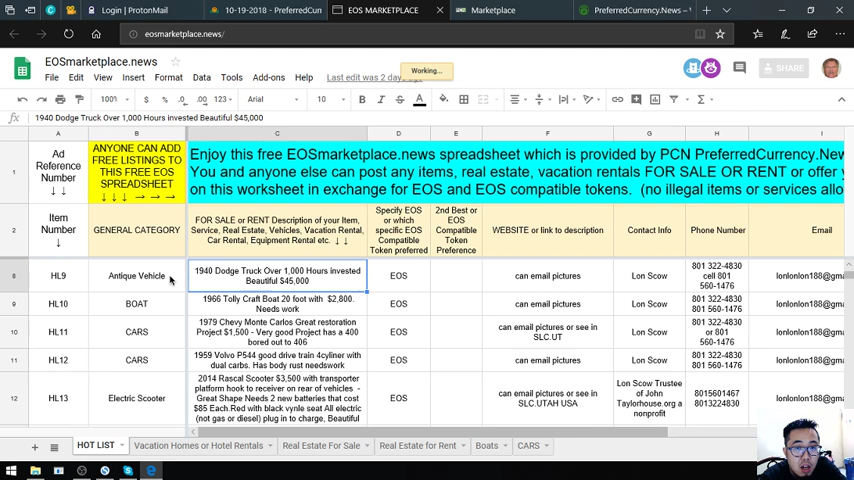 Login | ProtonMail
10-19-2018 - PreferredCurr
EOS MARKETPLACE
Marketplace
PreferredCurrency.News –
eosmarketplace.news/
EOSmarketplace.news
File Edit View Insert Format Data Tools Add-ons Help Last edit was 2 days ago
Working...
SHARE
100% $ % .0 .00 123 Arial 10
fx 1940 Dodge Truck Over 1,000 Hours invested Beautiful $45,000
A B C D E F G H I
1
Ad
Reference
Number
↓ ↓
ANYONE CAN ADD
FREE LISTINGS TO
THIS FREE EOS
SPREADSHEET
↓ ↓ ↓ → → →
Enjoy this free EOSmarketplace.news spreadsheet which is provided by PCN PreferredCurrency.New
You and anyone else can post any items, real estate, vacation rentals FOR SALE OR RENT or offer y
on this worksheet in exchange for EOS and EOS compatible tokens. (no illegal items or services allo
2
Item
Number
↓
GENERAL CATEGORY
FOR SALE or RENT Description of your Item,
Service, Real Estate, Vehicles, Vacation Rental,
Car Rental, Equipment Rental etc. ↓ ↓
Specify EOS
or which
specific EOS
Compatible
Token preferred
2nd Best or
EOS
Compatible
Token
Preference
WEBSITE or link to description
Contact Info
Phone Number
Email
8
HL9
Antique Vehicle
1940 Dodge Truck Over 1,000 Hours invested
Beautiful $45,000
EOS
can email pictures
Lon Scow
801 322-4830
cell 801
560-1476
lonlonlon188@gma
9
HL10
BOAT
1966 Tolly Craft Boat 20 foot with $2,800.
Needs work
EOS
can email pictures
Lon Scow
801 322-4830
801 560-1476
lonlonlon188@gma
10
HL11
CARS
1979 Chevy Monte Carlos Great restoration
Project $1,500 - Very good Project has a 400
bored out to 406
EOS
can email pictures or see in
SLC.UT
Lon Scow
801 322-4830
or 801
560-1476
lonlonlon188@gma
11
HL12
CARS
1959 Volvo P544 good drive train 4cyliner with
dual carbs. Has body rust needswork
EOS
can email pictures
Lon Scow
801 322-4830
801 560-1476
lonlonlon188@gma
12
HL13
Electric Scooter
2014 Rascal Scooter $3,500 with transporter
platform hook to receiver on rear of vehicles -
Great Shape Needs 2 new batteries that cost
$85 Each.Red with black vynle seat All electric
(not gas or diesel) plug in to charge, Beautiful
EOS
can email pictures or see in
SLC.UTAH USA
Lon Scow Trustee
of John
Taylorhouse.org a
nonprofit
8015601467
8013224830
lonlonlon188@gm
HOT LIST Vacation Homes or Hotel Rentals Real Estate For Sale Real Estate for Rent Boats CARS